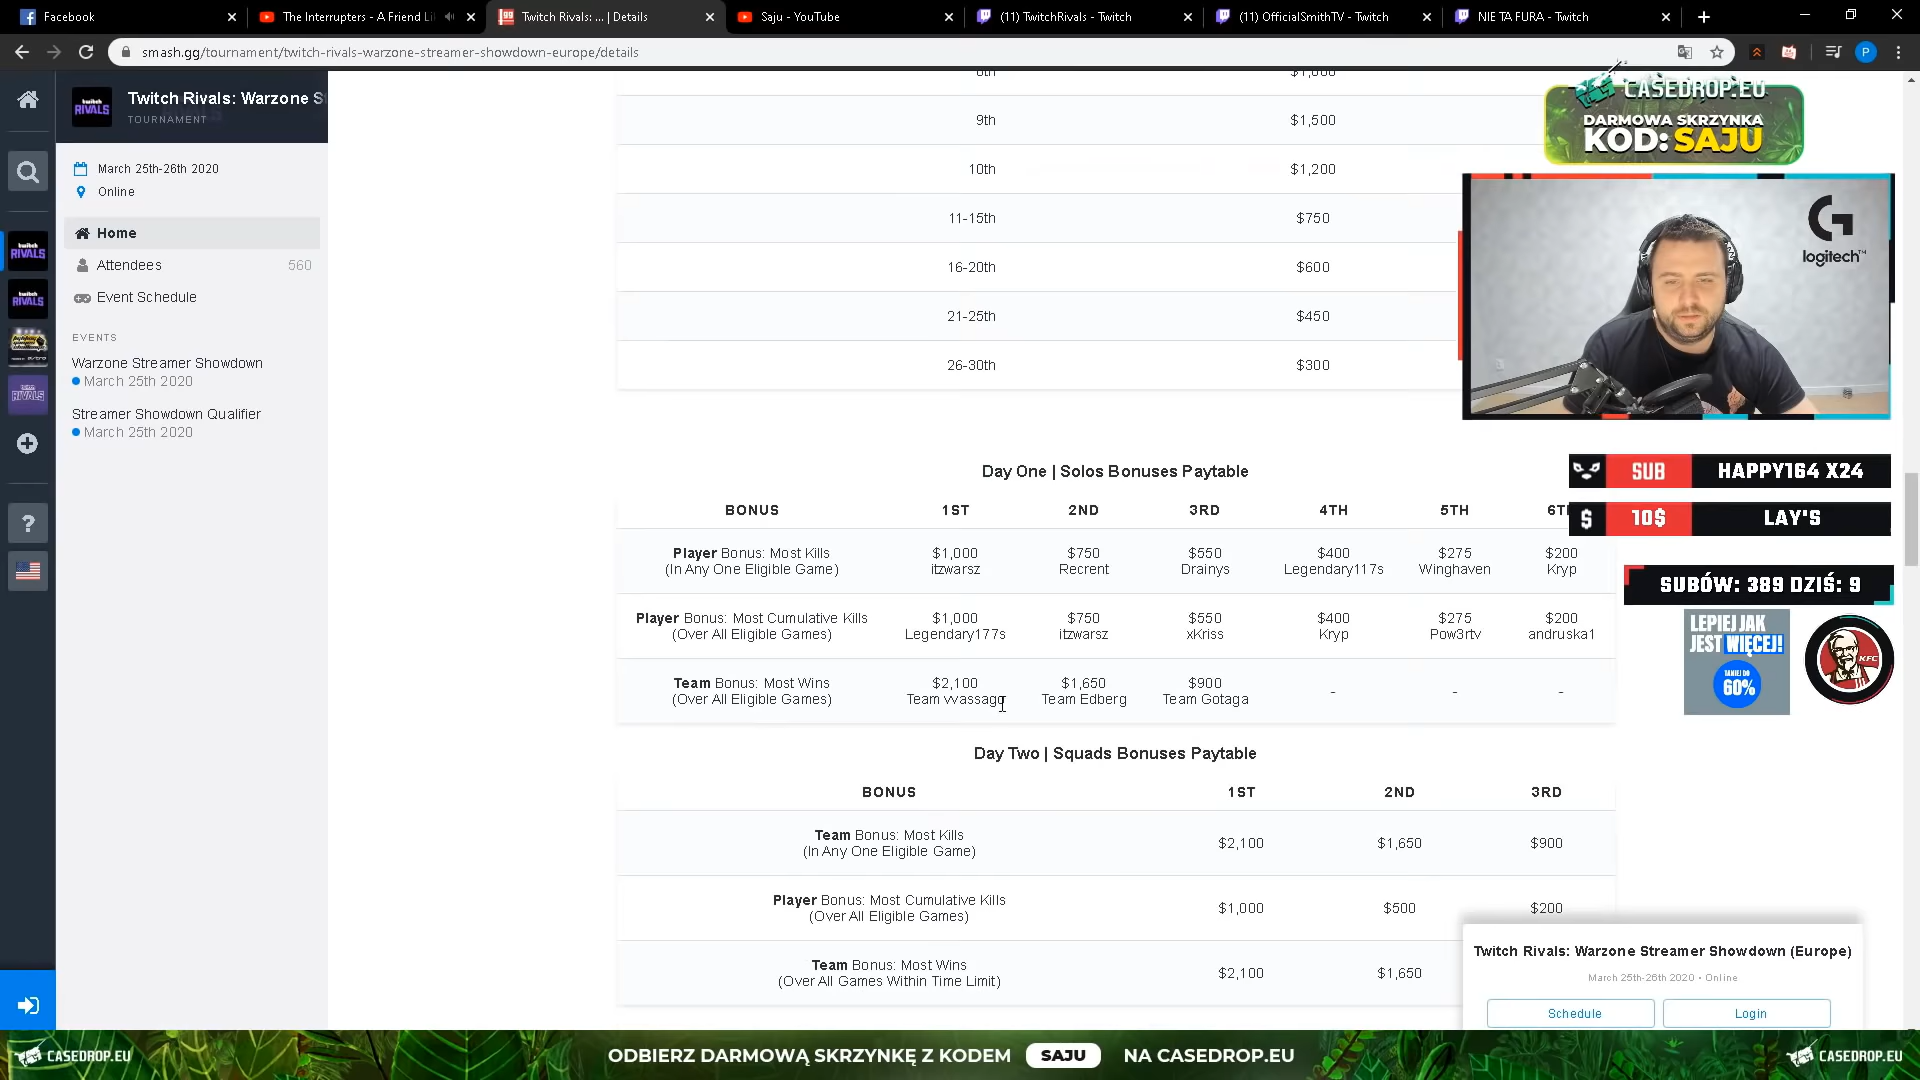 Facebook
The Interrupters - A Friend Li
Twitch Rivals: ... | Details
Saju - YouTube
(11) TwitchRivals - Twitch
(11) OfficialSmithTV - Twitch
NIE TA FURA - Twitch
smash.gg/tournament/twitch-rivals-warzone-streamer-showdown-europe/details
P
Twitch Rivals: Warzone S
TOURNAMENT
March 25th-26th 2020
Online
Home
Attendees 560
Event Schedule
EVENTS
Warzone Streamer Showdown
March 25th 2020
Streamer Showdown Qualifier
March 25th 2020
twitch
RIVALS
8th $1,000
9th $1,500
10th $1,200
11-15th $750
16-20th $600
21-25th $450
26-30th $300
CASEDROP.EU
DARMOWA SKRZYNKA
KOD: SAJU
logitech
Day One | Solos Bonuses Paytable
BONUS 1ST 2ND 3RD 4TH 5TH 6T
Player Bonus: Most Kills $1,000 $750 $550 $400 $275 $200
(In Any One Eligible Game) itzwarsz Recrent Drainys Legendary117s Winghaven Kryp
Player Bonus: Most Cumulative Kills $1,000 $750 $550 $400 $275 $200
(Over All Eligible Games) Legendary177s itzwarsz xKriss Kryp Pow3rtv andruska1
Team Bonus: Most Wins $2,100 $1,650 $900 - - -
(Over All Eligible Games) Team vvassagg Team Edberg Team Gotaga
Day Two | Squads Bonuses Paytable
BONUS 1ST 2ND 3RD
Team Bonus: Most Kills
(In Any One Eligible Game) $2,100 $1,650 $900
Player Bonus: Most Cumulative Kills
(Over All Eligible Games) $1,000 $500 $200
Team Bonus: Most Wins
(Over All Games Within Time Limit) $2,100 $1,650
SUB HAPPY164 X24
$ 10$ LAY'S
SUBÓW: 389 DZIŚ: 9
LEPIEJ JAK
JEST WIĘCEJ!
TANIEJ DO
60%
KFC
Twitch Rivals: Warzone Streamer Showdown (Europe)
March 25th-26th 2020 • Online
Schedule
Login
CASEDROP.EU
ODBIERZ DARMOWĄ SKRZYNKĘ Z KODEM SAJU NA CASEDROP.EU
CASEDROP.EU